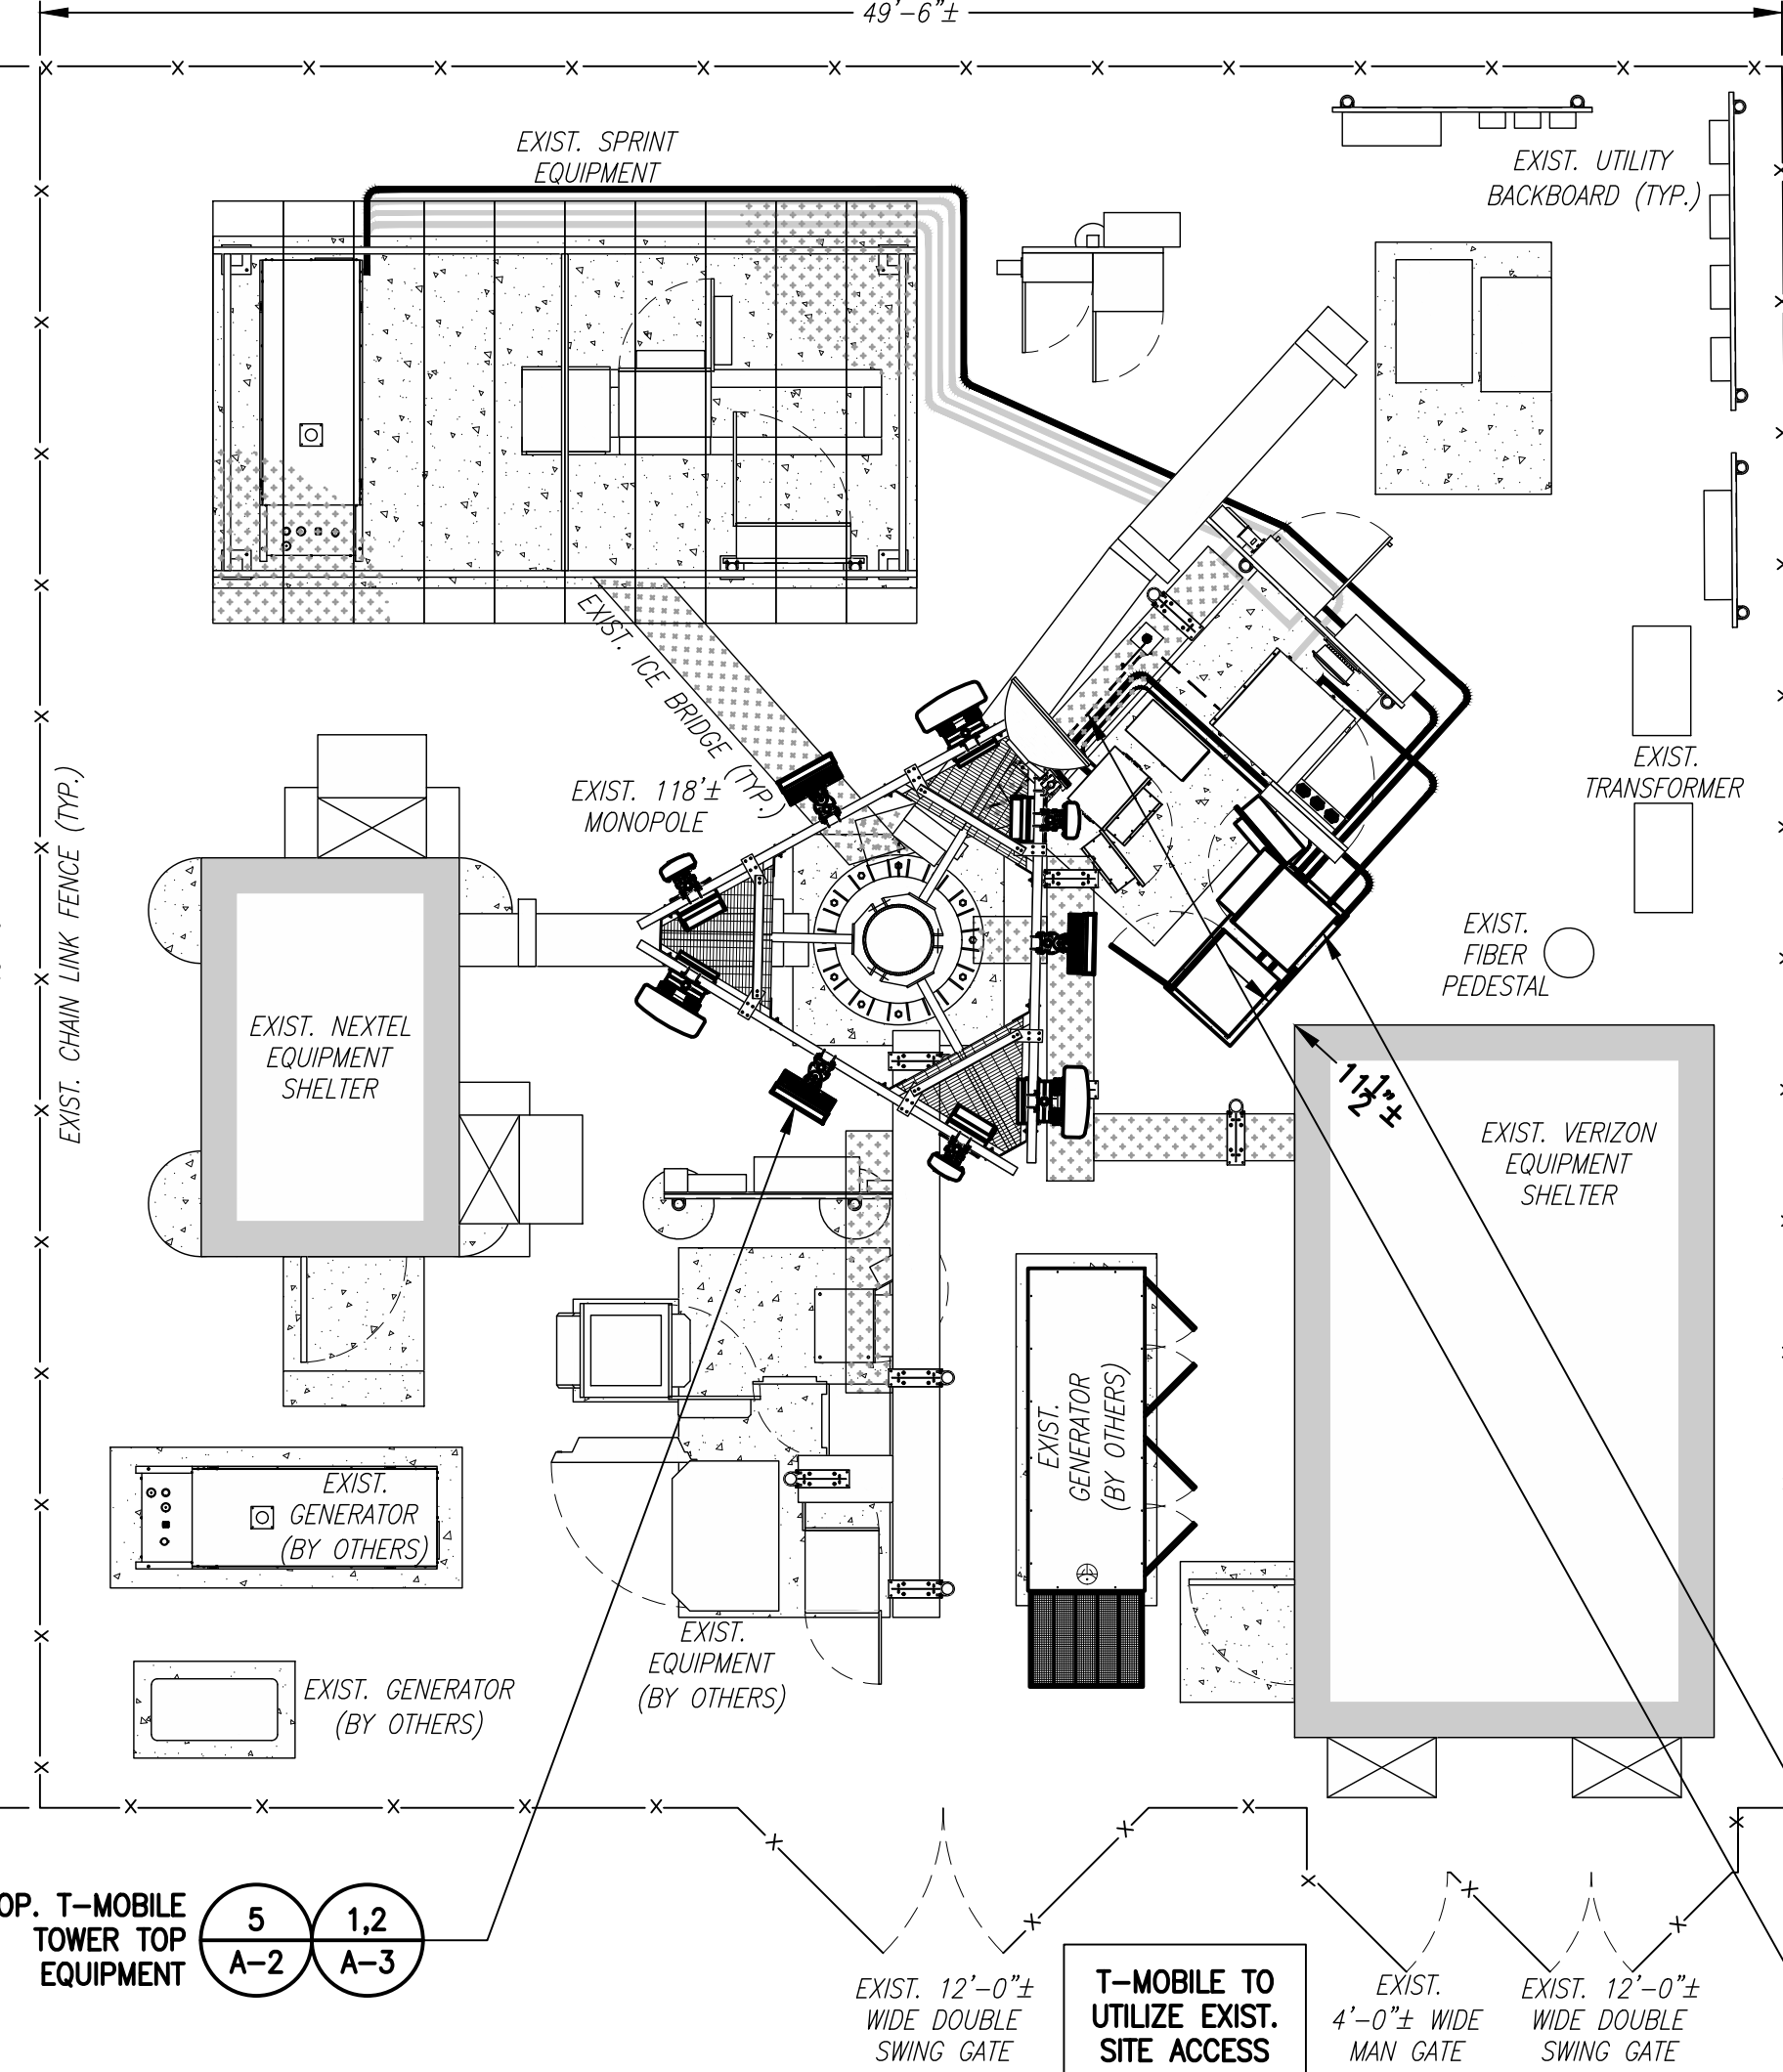 49'-6"±
EXIST. SPRINT
EQUIPMENT
EXIST. UTILITY
BACKBOARD (TYP.)
EXIST. ICE BRIDGE (TYP.)
EXIST. 118'±
MONOPOLE
EXIST. CHAIN LINK FENCE (TYP.)
EXIST.
TRANSFORMER
EXIST.
FIBER
PEDESTAL
EXIST. NEXTEL
EQUIPMENT
SHELTER
11 1/2"±
EXIST. VERIZON
EQUIPMENT
SHELTER
EXIST.
GENERATOR
(BY OTHERS)
EXIST.
GENERATOR
(BY OTHERS)
EXIST.
EQUIPMENT
(BY OTHERS)
EXIST. GENERATOR
(BY OTHERS)
OP. T-MOBILE
TOWER TOP
EQUIPMENT
5
A-2
1,2
A-3
EXIST. 12'-0"±
WIDE DOUBLE
SWING GATE
T-MOBILE TO
UTILIZE EXIST.
SITE ACCESS
EXIST.
4'-0"± WIDE
MAN GATE
EXIST. 12'-0"±
WIDE DOUBLE
SWING GATE